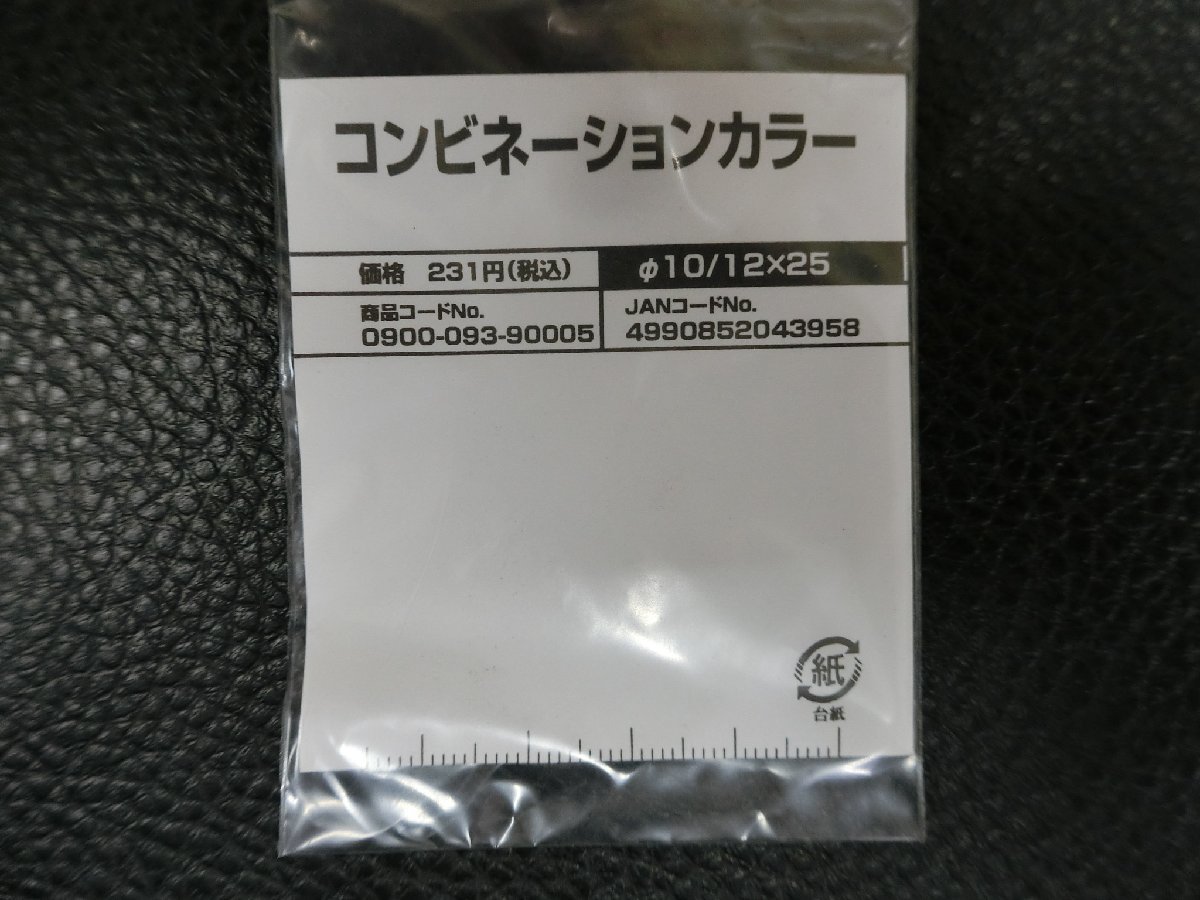 コンビネーションカラー
価格 231円(税込)
φ10/12×25
商品コードNo.
0900-093-90005
JANコードNo.
4990852043958
紙
台紙